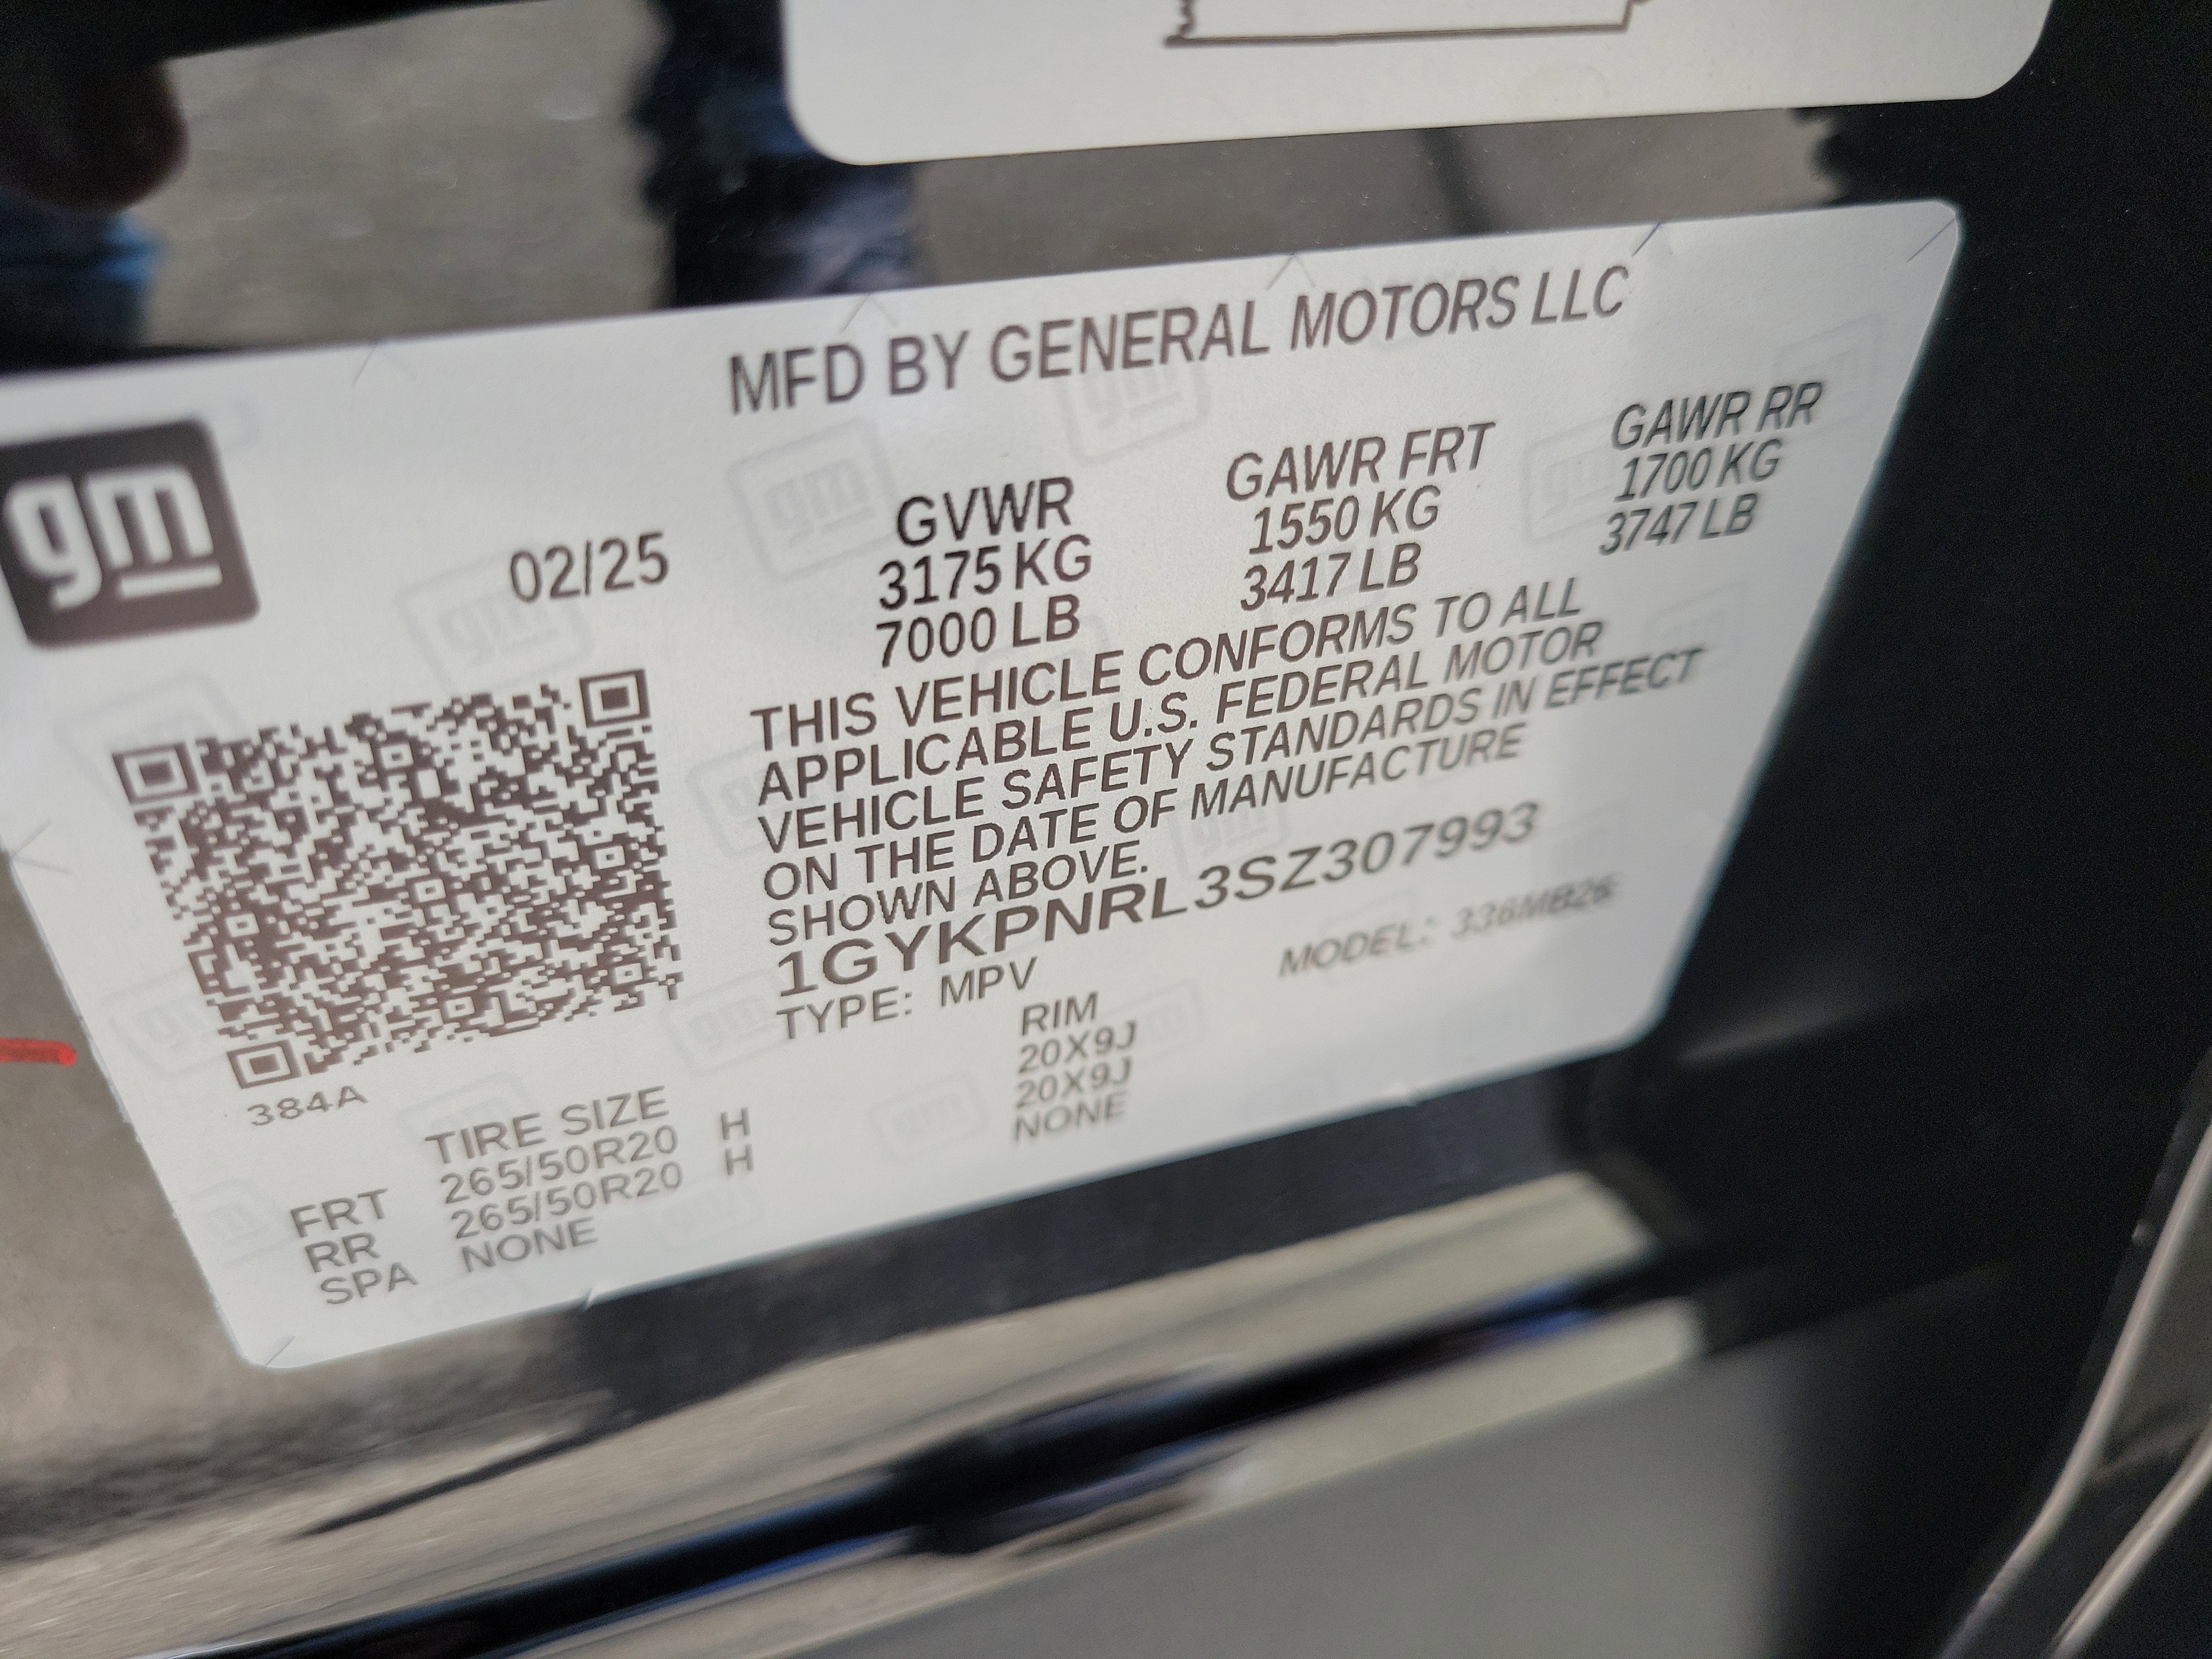 MFD BY GENERAL MOTORS LLC
gm
02/25
GVWR GAWR FRT GAWR RR
3175 KG 1550 KG 1700 KG
7000 LB 3417 LB 3747 LB
THIS VEHICLE CONFORMS TO ALL
APPLICABLE U.S. FEDERAL MOTOR
VEHICLE SAFETY STANDARDS IN EFFECT
ON THE DATE OF MANUFACTURE
SHOWN ABOVE.
1GYKPNRL3SZ307993
TYPE: MPV MODEL: 336MB26
384A
TIRE SIZE RIM
FRT 265/50R20 H 20X9J
RR 265/50R20 H 20X9J
SPA NONE NONE